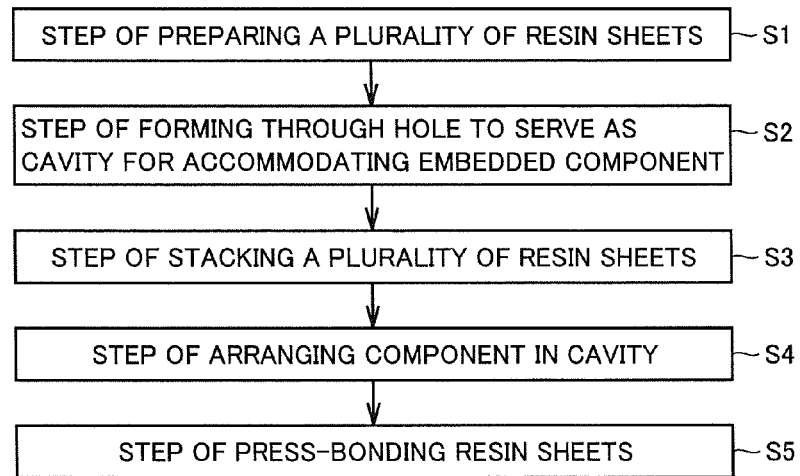 STEP OF PREPARING A PLURALITY OF RESIN SHEETS S1
STEP OF FORMING THROUGH HOLE TO SERVE AS
CAVITY FOR ACCOMMODATING EMBEDDED COMPONENT S2
STEP OF STACKING A PLURALITY OF RESIN SHEETS S3
STEP OF ARRANGING COMPONENT IN CAVITY S4
STEP OF PRESS-BONDING RESIN SHEETS S5